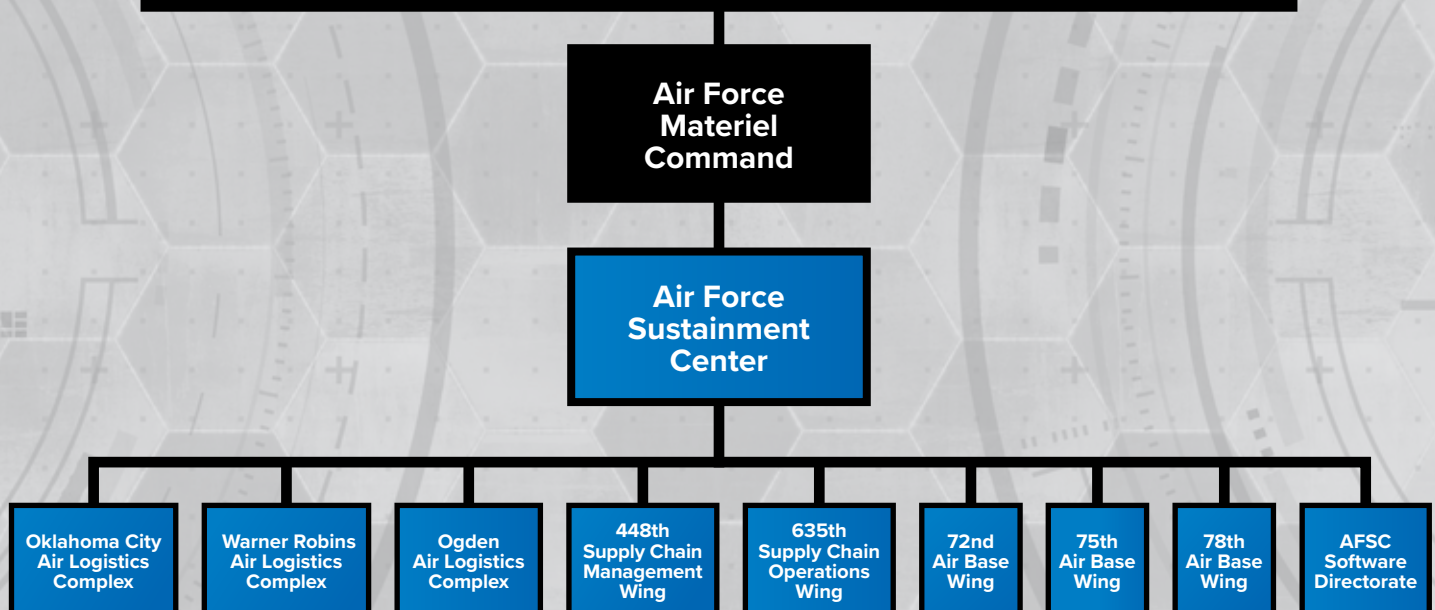 Air Force
Materiel
Command
Air Force
Sustainment
Center
Oklahoma City
Air Logistics
Complex
Warner Robins
Air Logistics
Complex
Ogden
Air Logistics
Complex
448th
Supply Chain
Management
Wing
635th
Supply Chain
Operations
Wing
72nd
Air Base
Wing
75th
Air Base
Wing
78th
Air Base
Wing
AFSC
Software
Directorate